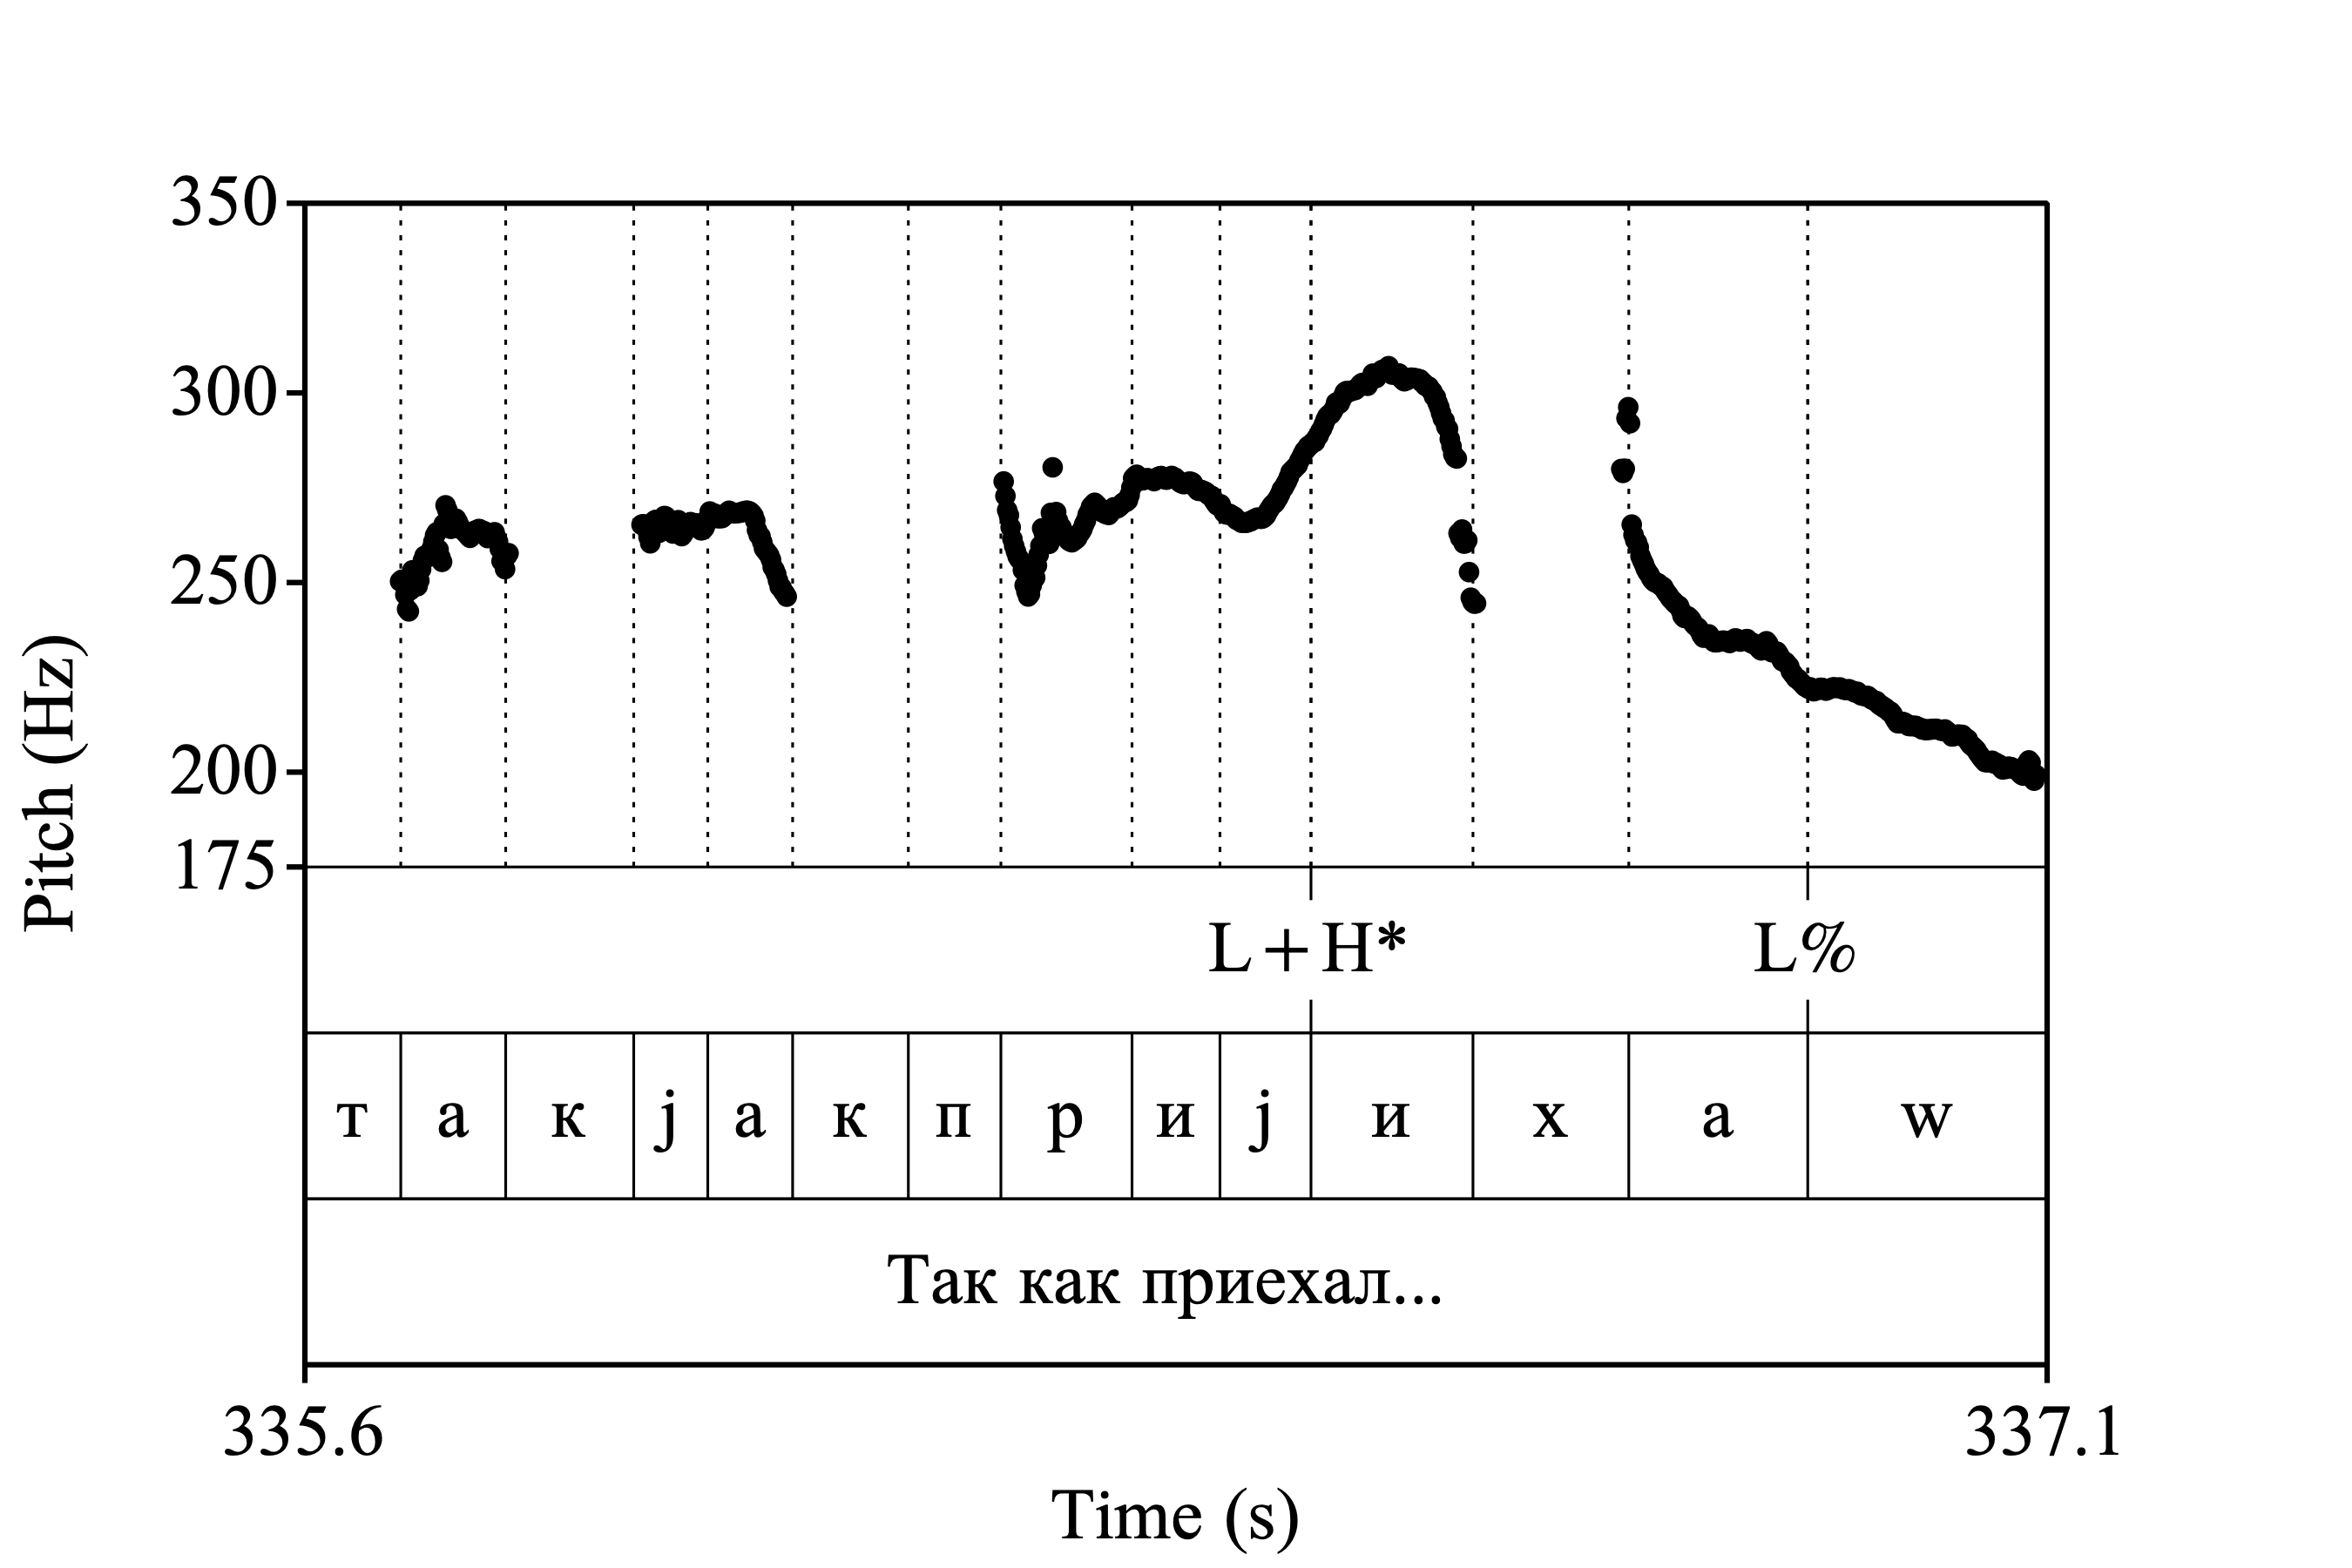 350
300
250
200
175
Pitch (Hz)
L+H* L%
т а к j а к п р и j и х а w
Так как приехал...
335.6 337.1
Time (s)